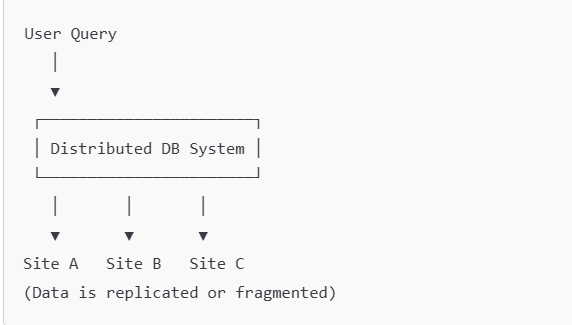 User Query
Distributed DB System
Site A Site B Site C
(Data is replicated or fragmented)